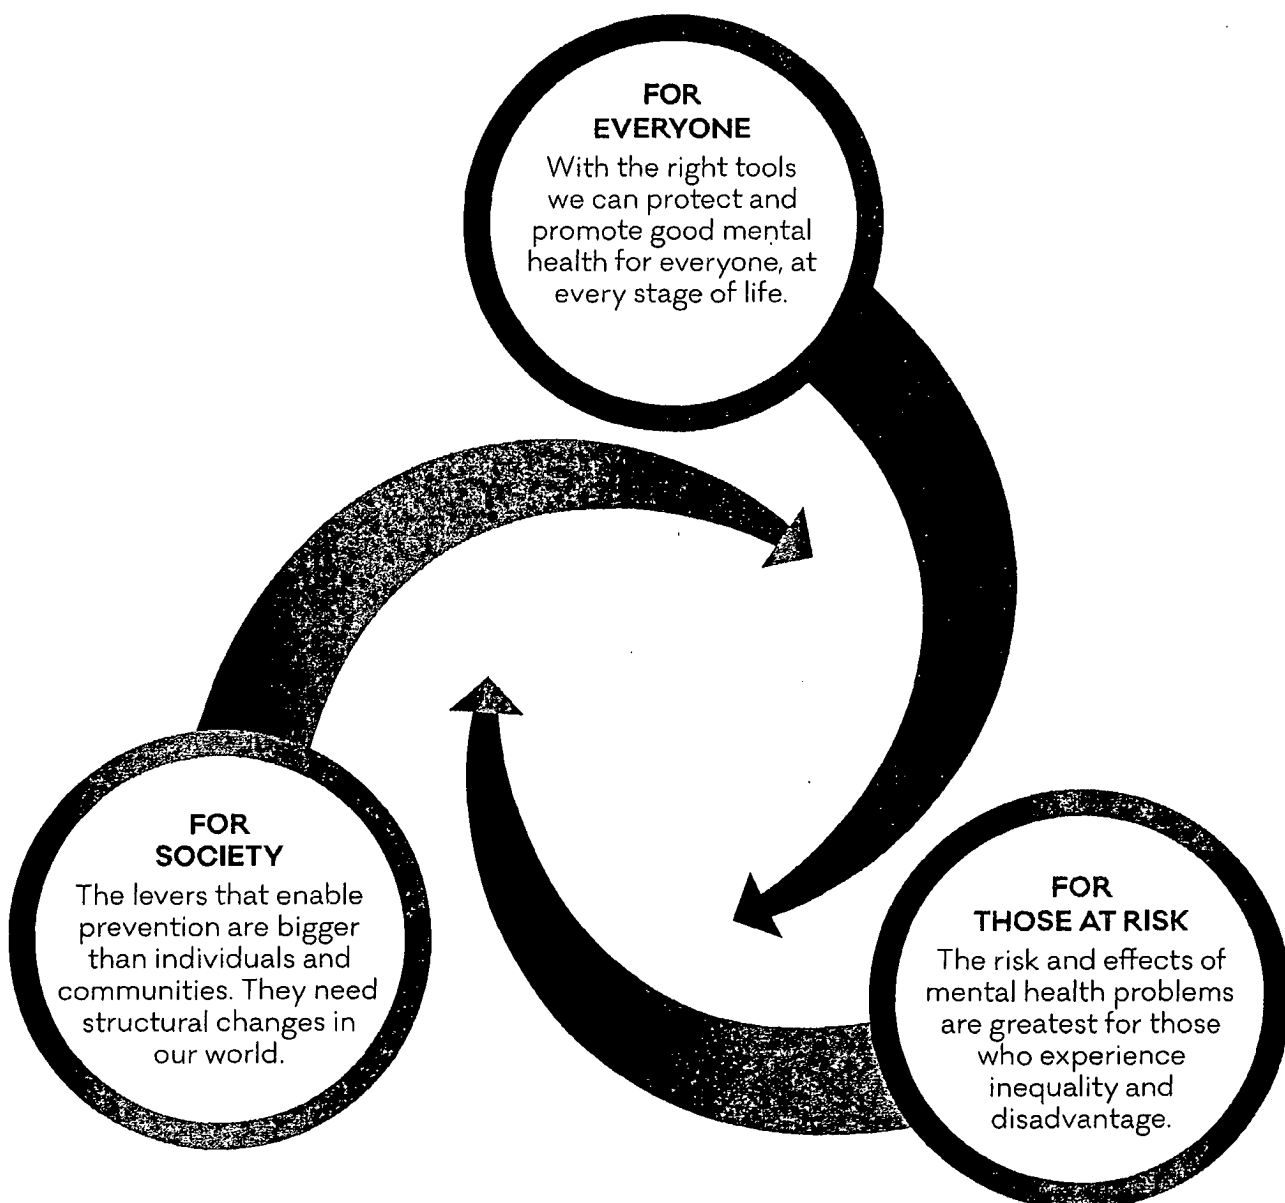 FOR
EVERYONE
With the right tools
we can protect and
promote good mental
health for everyone, at
every stage of life.
FOR
SOCIETY
The levers that enable
prevention are bigger
than individuals and
communities. They need
structural changes in
our world.
FOR
THOSE AT RISK
The risk and effects of
mental health problems
are greatest for those
who experience
inequality and
disadvantage.